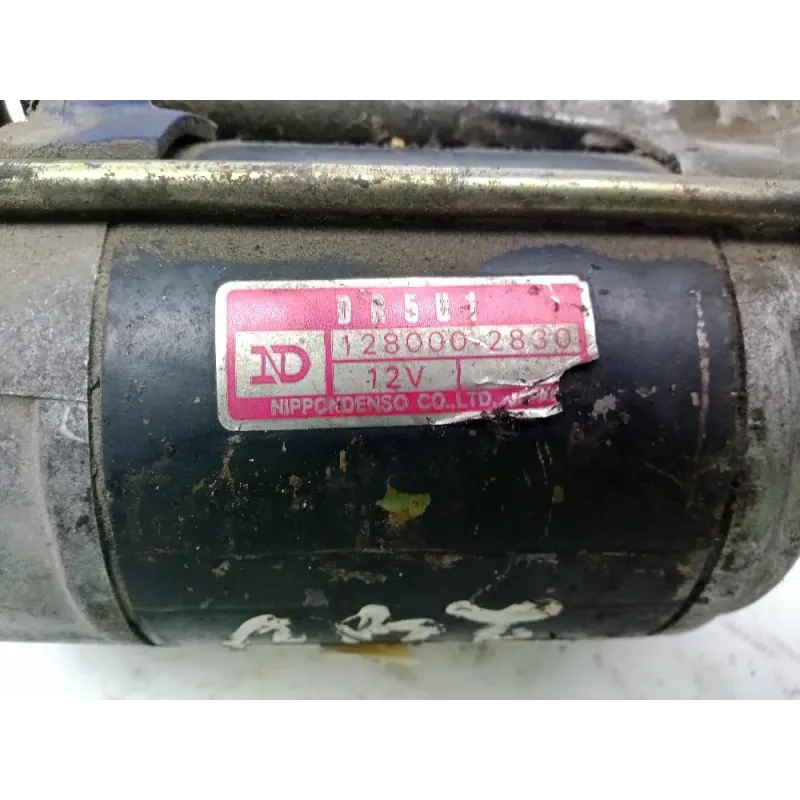 DR5U1
ND
128000-2830
12V
NIPPONDENSO CO.,LTD.